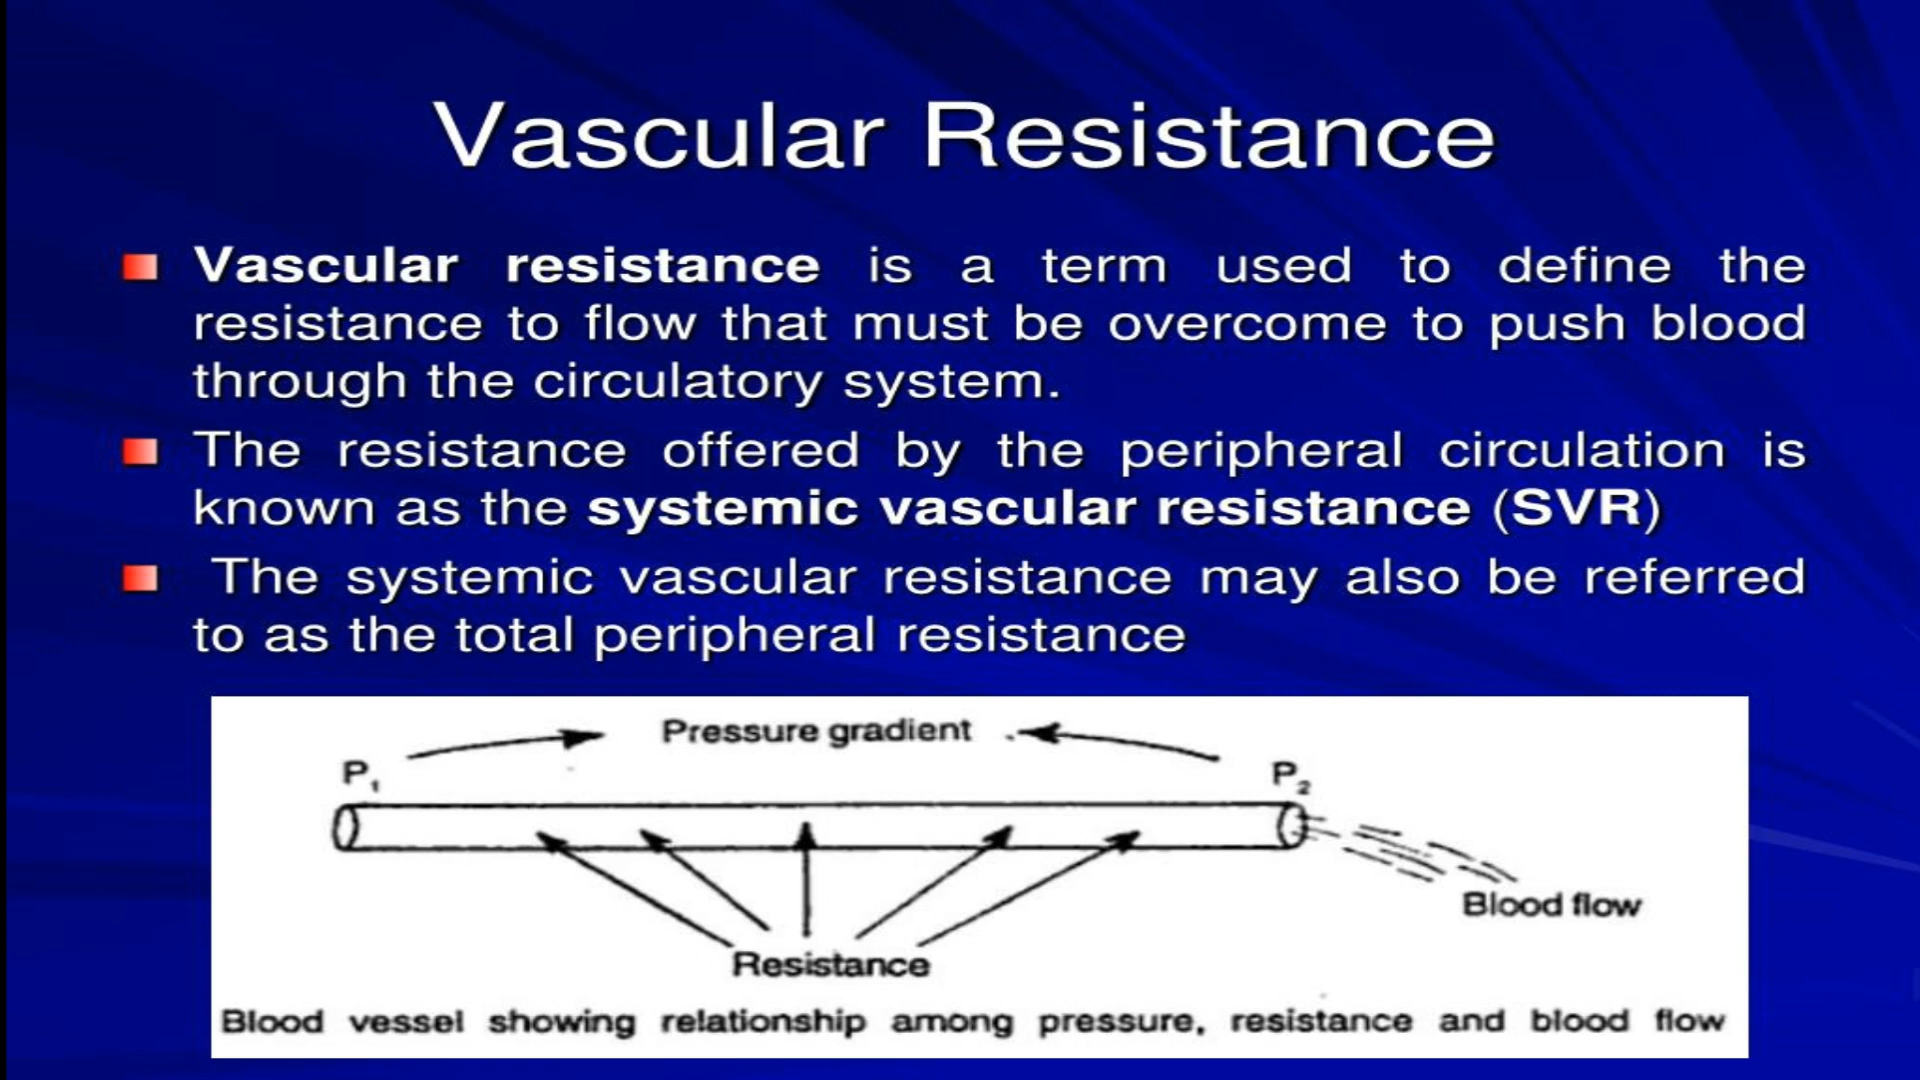 Vascular Resistance
Vascular resistance is a term used to define the
resistance to flow that must be overcome to push blood
through the circulatory system.
The resistance offered by the peripheral circulation is
known as the systemic vascular resistance (SVR)
The systemic vascular resistance may also be referred
to as the total peripheral resistance
Pressure gradient
P₁
P₂
Blood flow
Resistance
Blood vessel showing relationship among pressure, resistance and blood flow